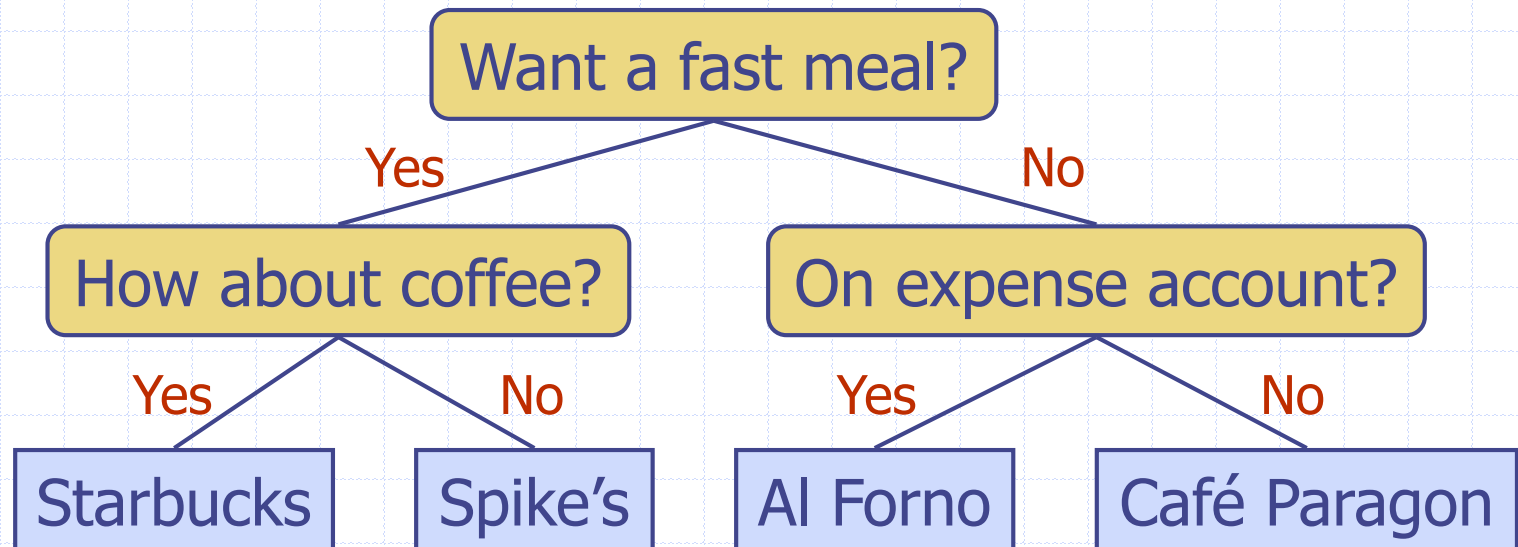 Want a fast meal?
Yes
No
How about coffee?
On expense account?
Yes
No
Yes
No
Starbucks
Spike’s
Al Forno
Café Paragon